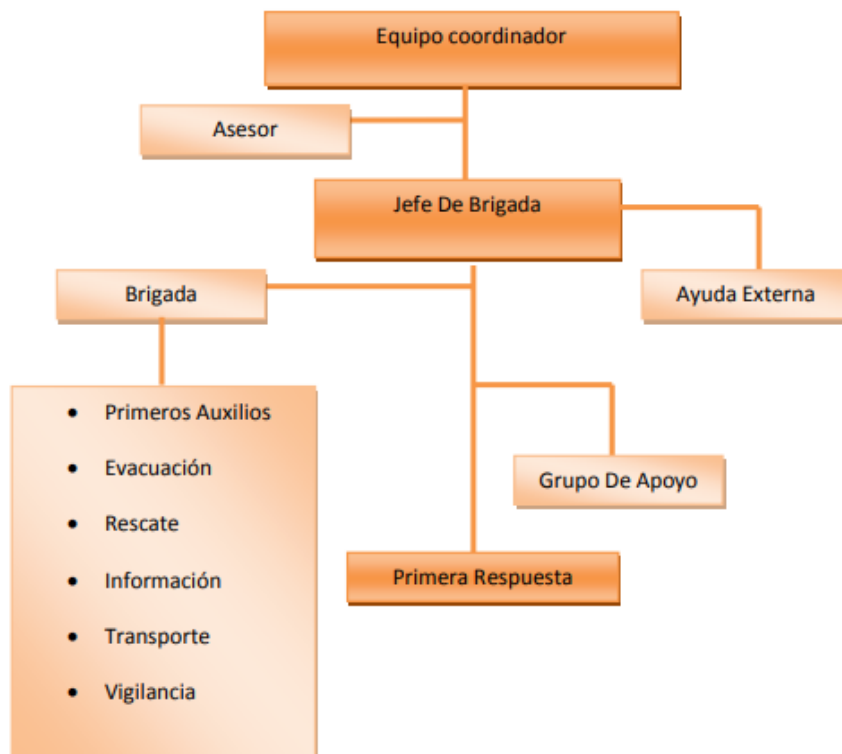 Equipo coordinador
Asesor
Jefe De Brigada
Brigada
Ayuda Externa
• Primeros Auxilios
• Evacuación
• Rescate
• Información
• Transporte
• Vigilancia
Grupo De Apoyo
Primera Respuesta